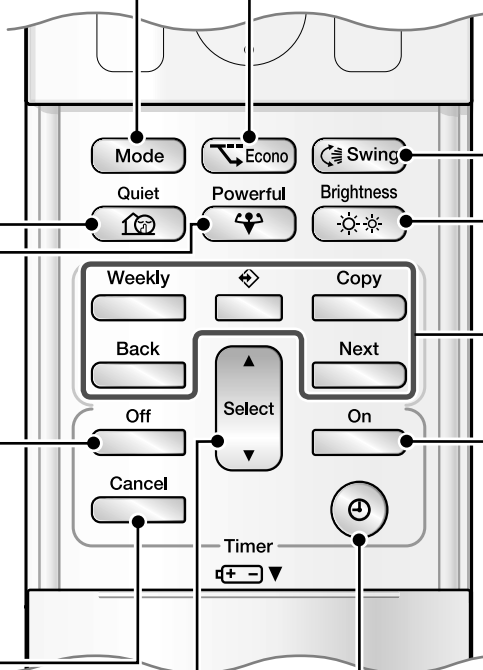 Mode Econo Swing
Quiet Powerful Brightness
Weekly Copy
Back Next
Select
Off On
Cancel
Timer